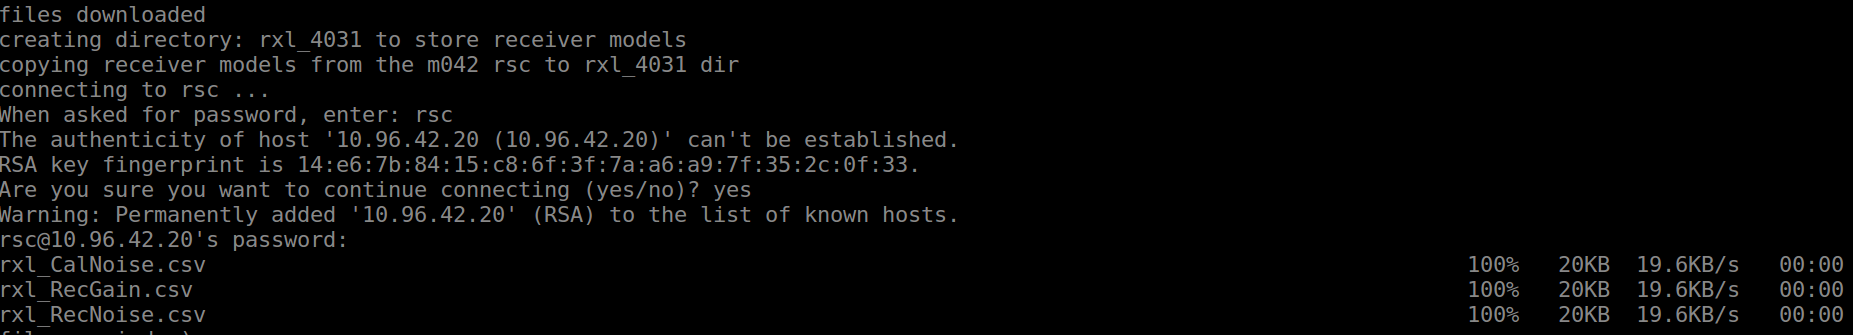 files downloaded
creating directory: rxl_4031 to store receiver models
copying receiver models from the m042 rsc to rxl_4031 dir
connecting to rsc ...
When asked for password, enter: rsc
The authenticity of host '10.96.42.20 (10.96.42.20)' can't be established.
RSA key fingerprint is 14:e6:7b:84:15:c8:6f:3f:7a:a6:a9:7f:35:2c:0f:33.
Are you sure you want to continue connecting (yes/no)? yes
Warning: Permanently added '10.96.42.20' (RSA) to the list of known hosts.
rsc@10.96.42.20's password:
rxl_CalNoise.csv 100% 20KB 19.6KB/s 00:00
rxl_RecGain.csv 100% 20KB 19.6KB/s 00:00
rxl_RecNoise.csv 100% 20KB 19.6KB/s 00:00